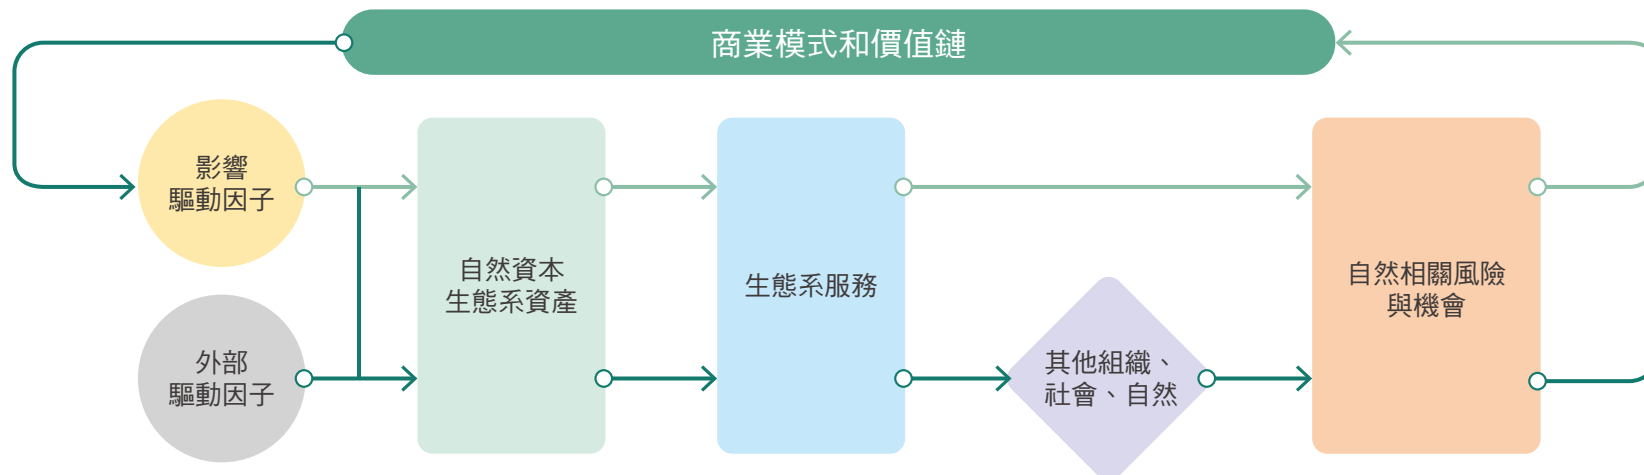 商業模式和價值鏈
影響
驅動因子
外部
驅動因子
自然資本
生態系資產
生態系服務
其他組織、
社會、自然
自然相關風險
與機會